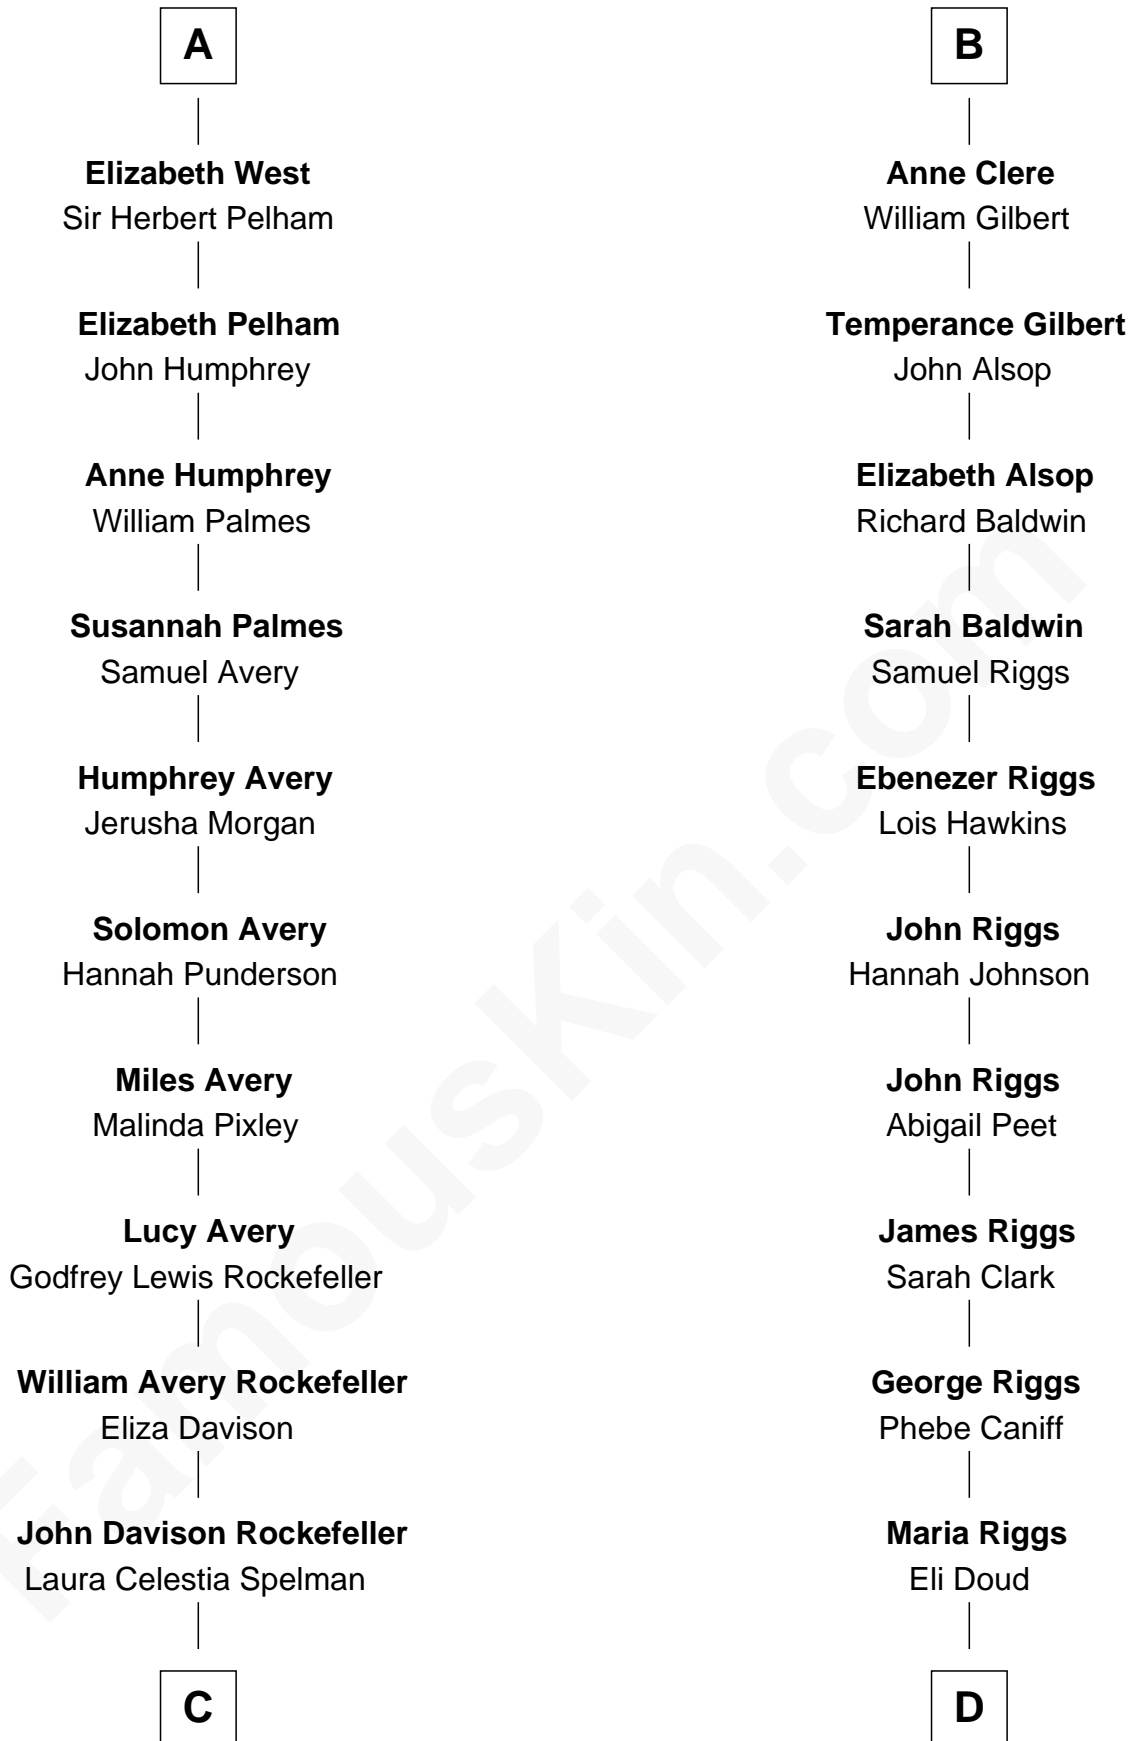 A
Elizabeth West
Sir Herbert Pelham
Elizabeth Pelham
John Humphrey
Anne Humphrey
William Palmes
Susannah Palmes
Samuel Avery
Humphrey Avery
Jerusha Morgan
Solomon Avery
Hannah Punderson
Miles Avery
Malinda Pixley
Lucy Avery
Godfrey Lewis Rockefeller
William Avery Rockefeller
Eliza Davison
John Davison Rockefeller
Laura Celestia Spelman
C
B
Anne Clere
William Gilbert
Temperance Gilbert
John Alsop
Elizabeth Alsop
Richard Baldwin
Sarah Baldwin
Samuel Riggs
Ebenezer Riggs
Lois Hawkins
John Riggs
Hannah Johnson
John Riggs
Abigail Peet
James Riggs
Sarah Clark
George Riggs
Phebe Caniff
Maria Riggs
Eli Doud
D
FamousKin.com